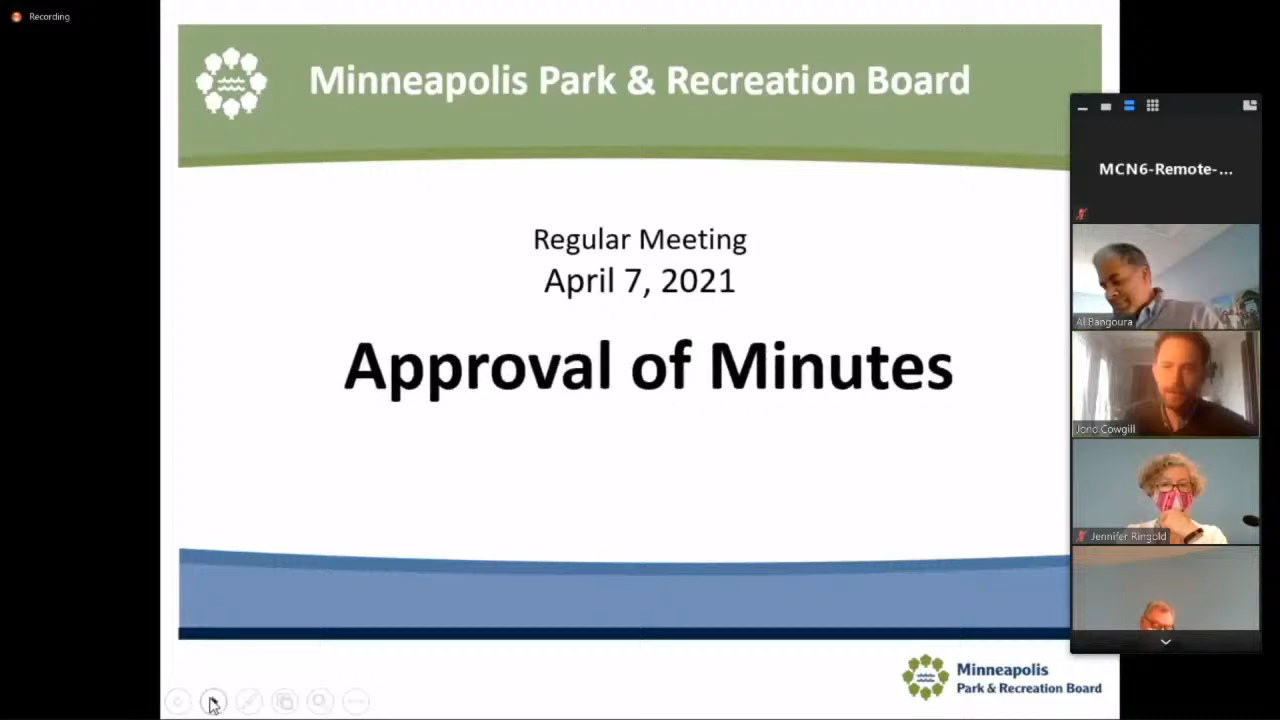 Recording
Minneapolis Park & Recreation Board
Regular Meeting
April 7, 2021
Approval of Minutes
MCN6-Remote-...
Al Bangoura
Jono Cowgill
Jennifer Ringold
Minneapolis
Park & Recreation Board